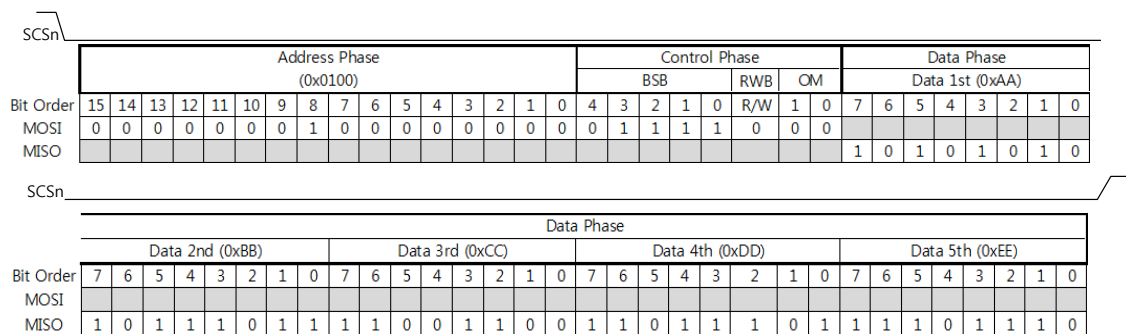 SCSn
Address Phase Control Phase Data Phase
(0x0100) BSB RWB OM Data 1st (0xAA)
Bit Order 15 14 13 12 11 10 9 8 7 6 5 4 3 2 1 0 4 3 2 1 0 R/W 1 0 7 6 5 4 3 2 1 0
MOSI 0 0 0 0 0 0 0 1 0 0 0 0 0 0 0 0 0 1 1 1 1 0 0 0
MISO 1 0 1 0 1 0 1 0
SCSn
Data Phase
Data 2nd (0xBB) Data 3rd (0xCC) Data 4th (0xDD) Data 5th (0xEE)
Bit Order 7 6 5 4 3 2 1 0 7 6 5 4 3 2 1 0 7 6 5 4 3 2 1 0 7 6 5 4 3 2 1 0
MOSI
MISO 1 0 1 1 1 0 1 1 1 1 0 0 1 1 0 0 1 1 0 1 1 1 0 1 1 1 1 0 1 1 1 0